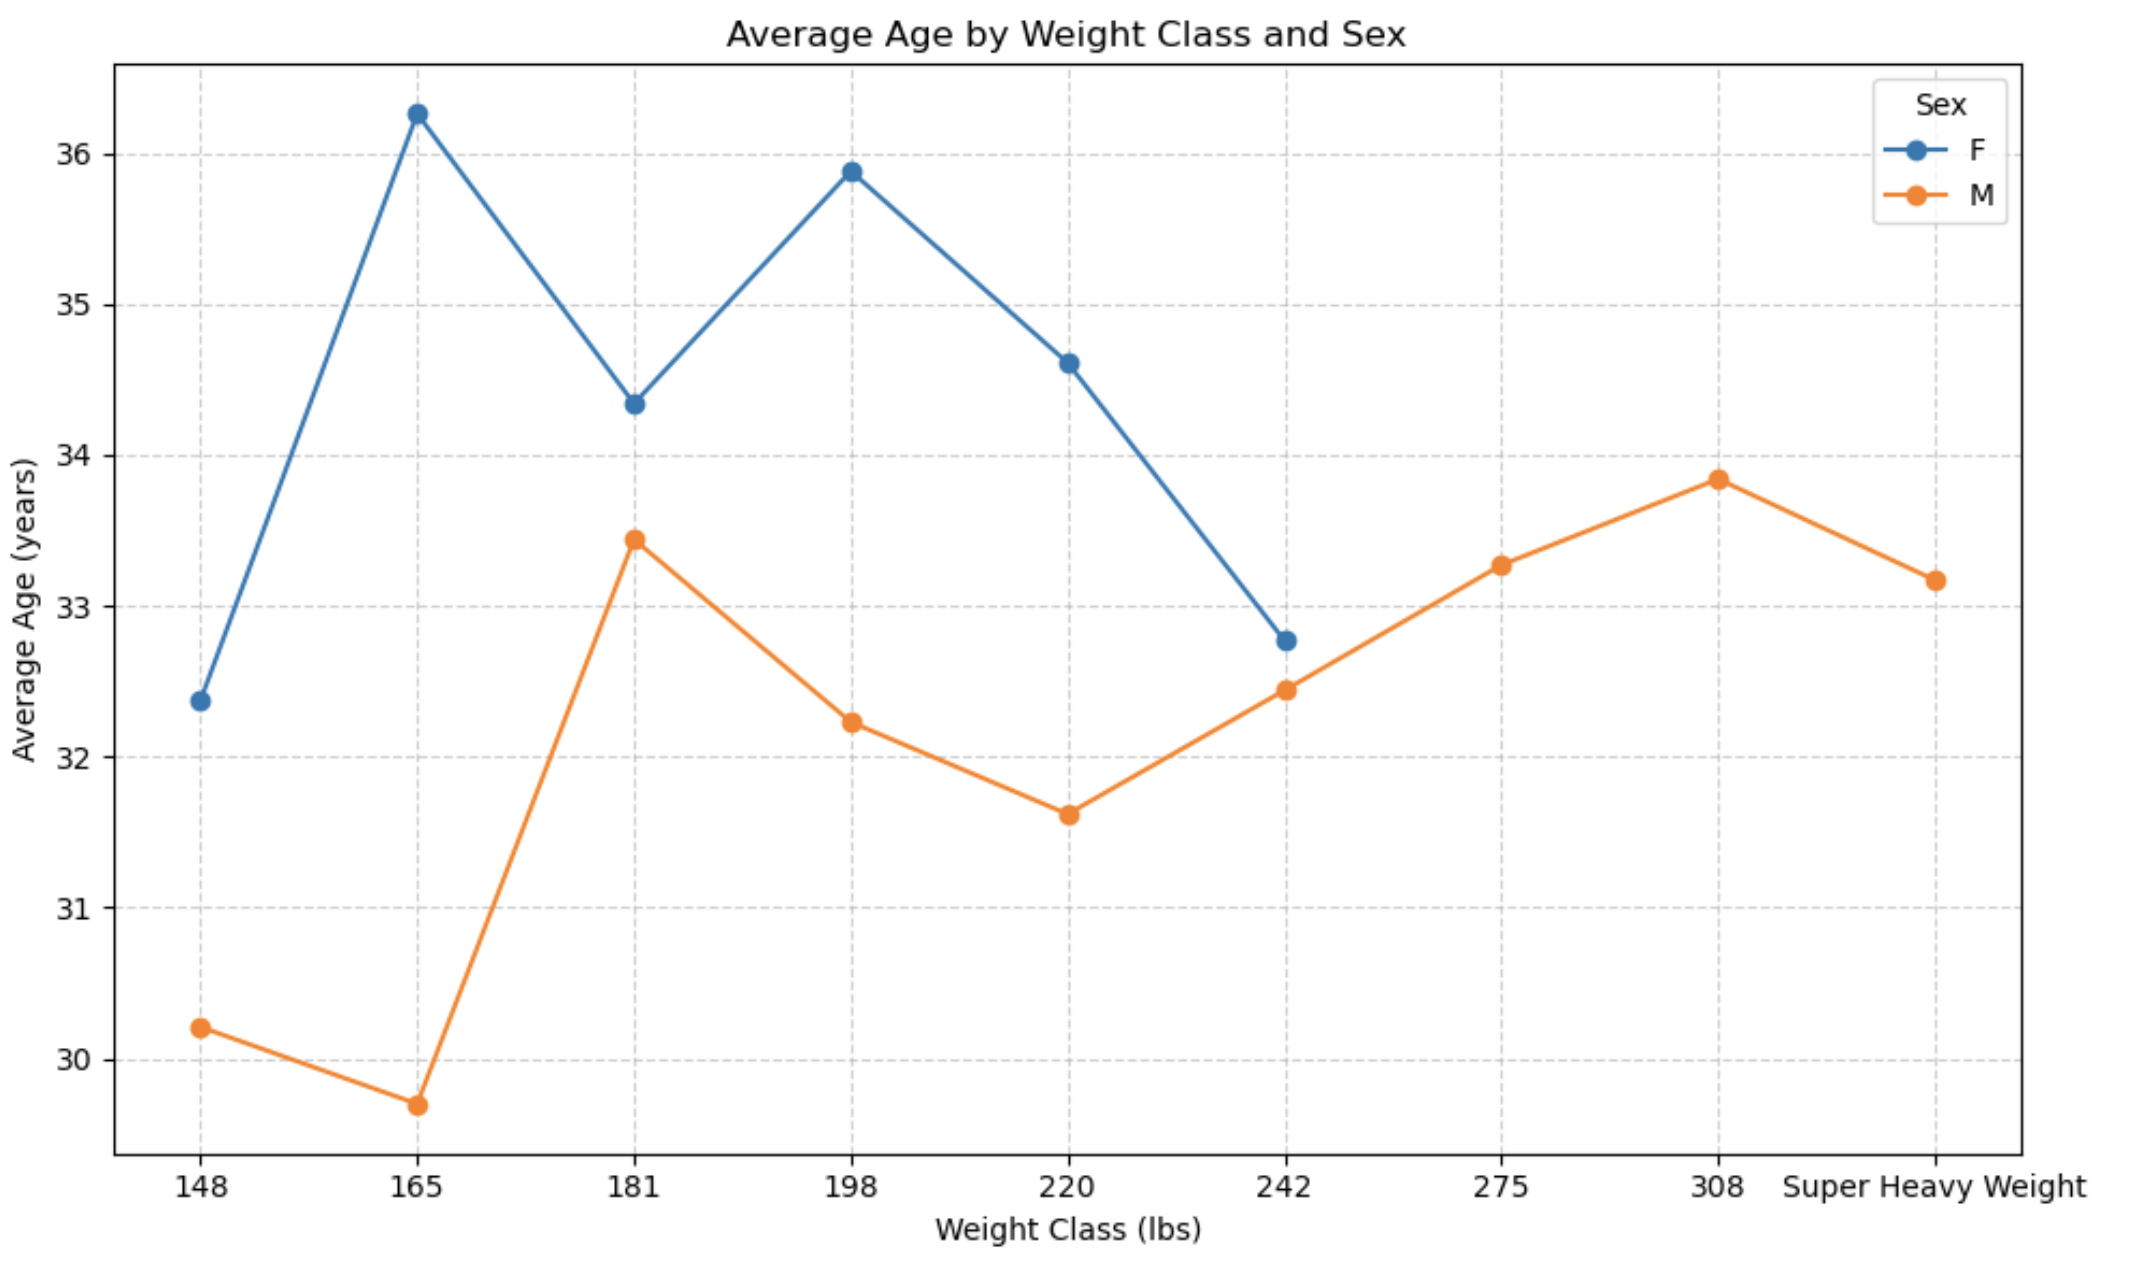 Average Age by Weight Class and Sex
Sex
F
M
36
35
34
33
32
31
30
Average Age (years)
148 165 181 198 220 242 275 308 Super Heavy Weight
Weight Class (lbs)